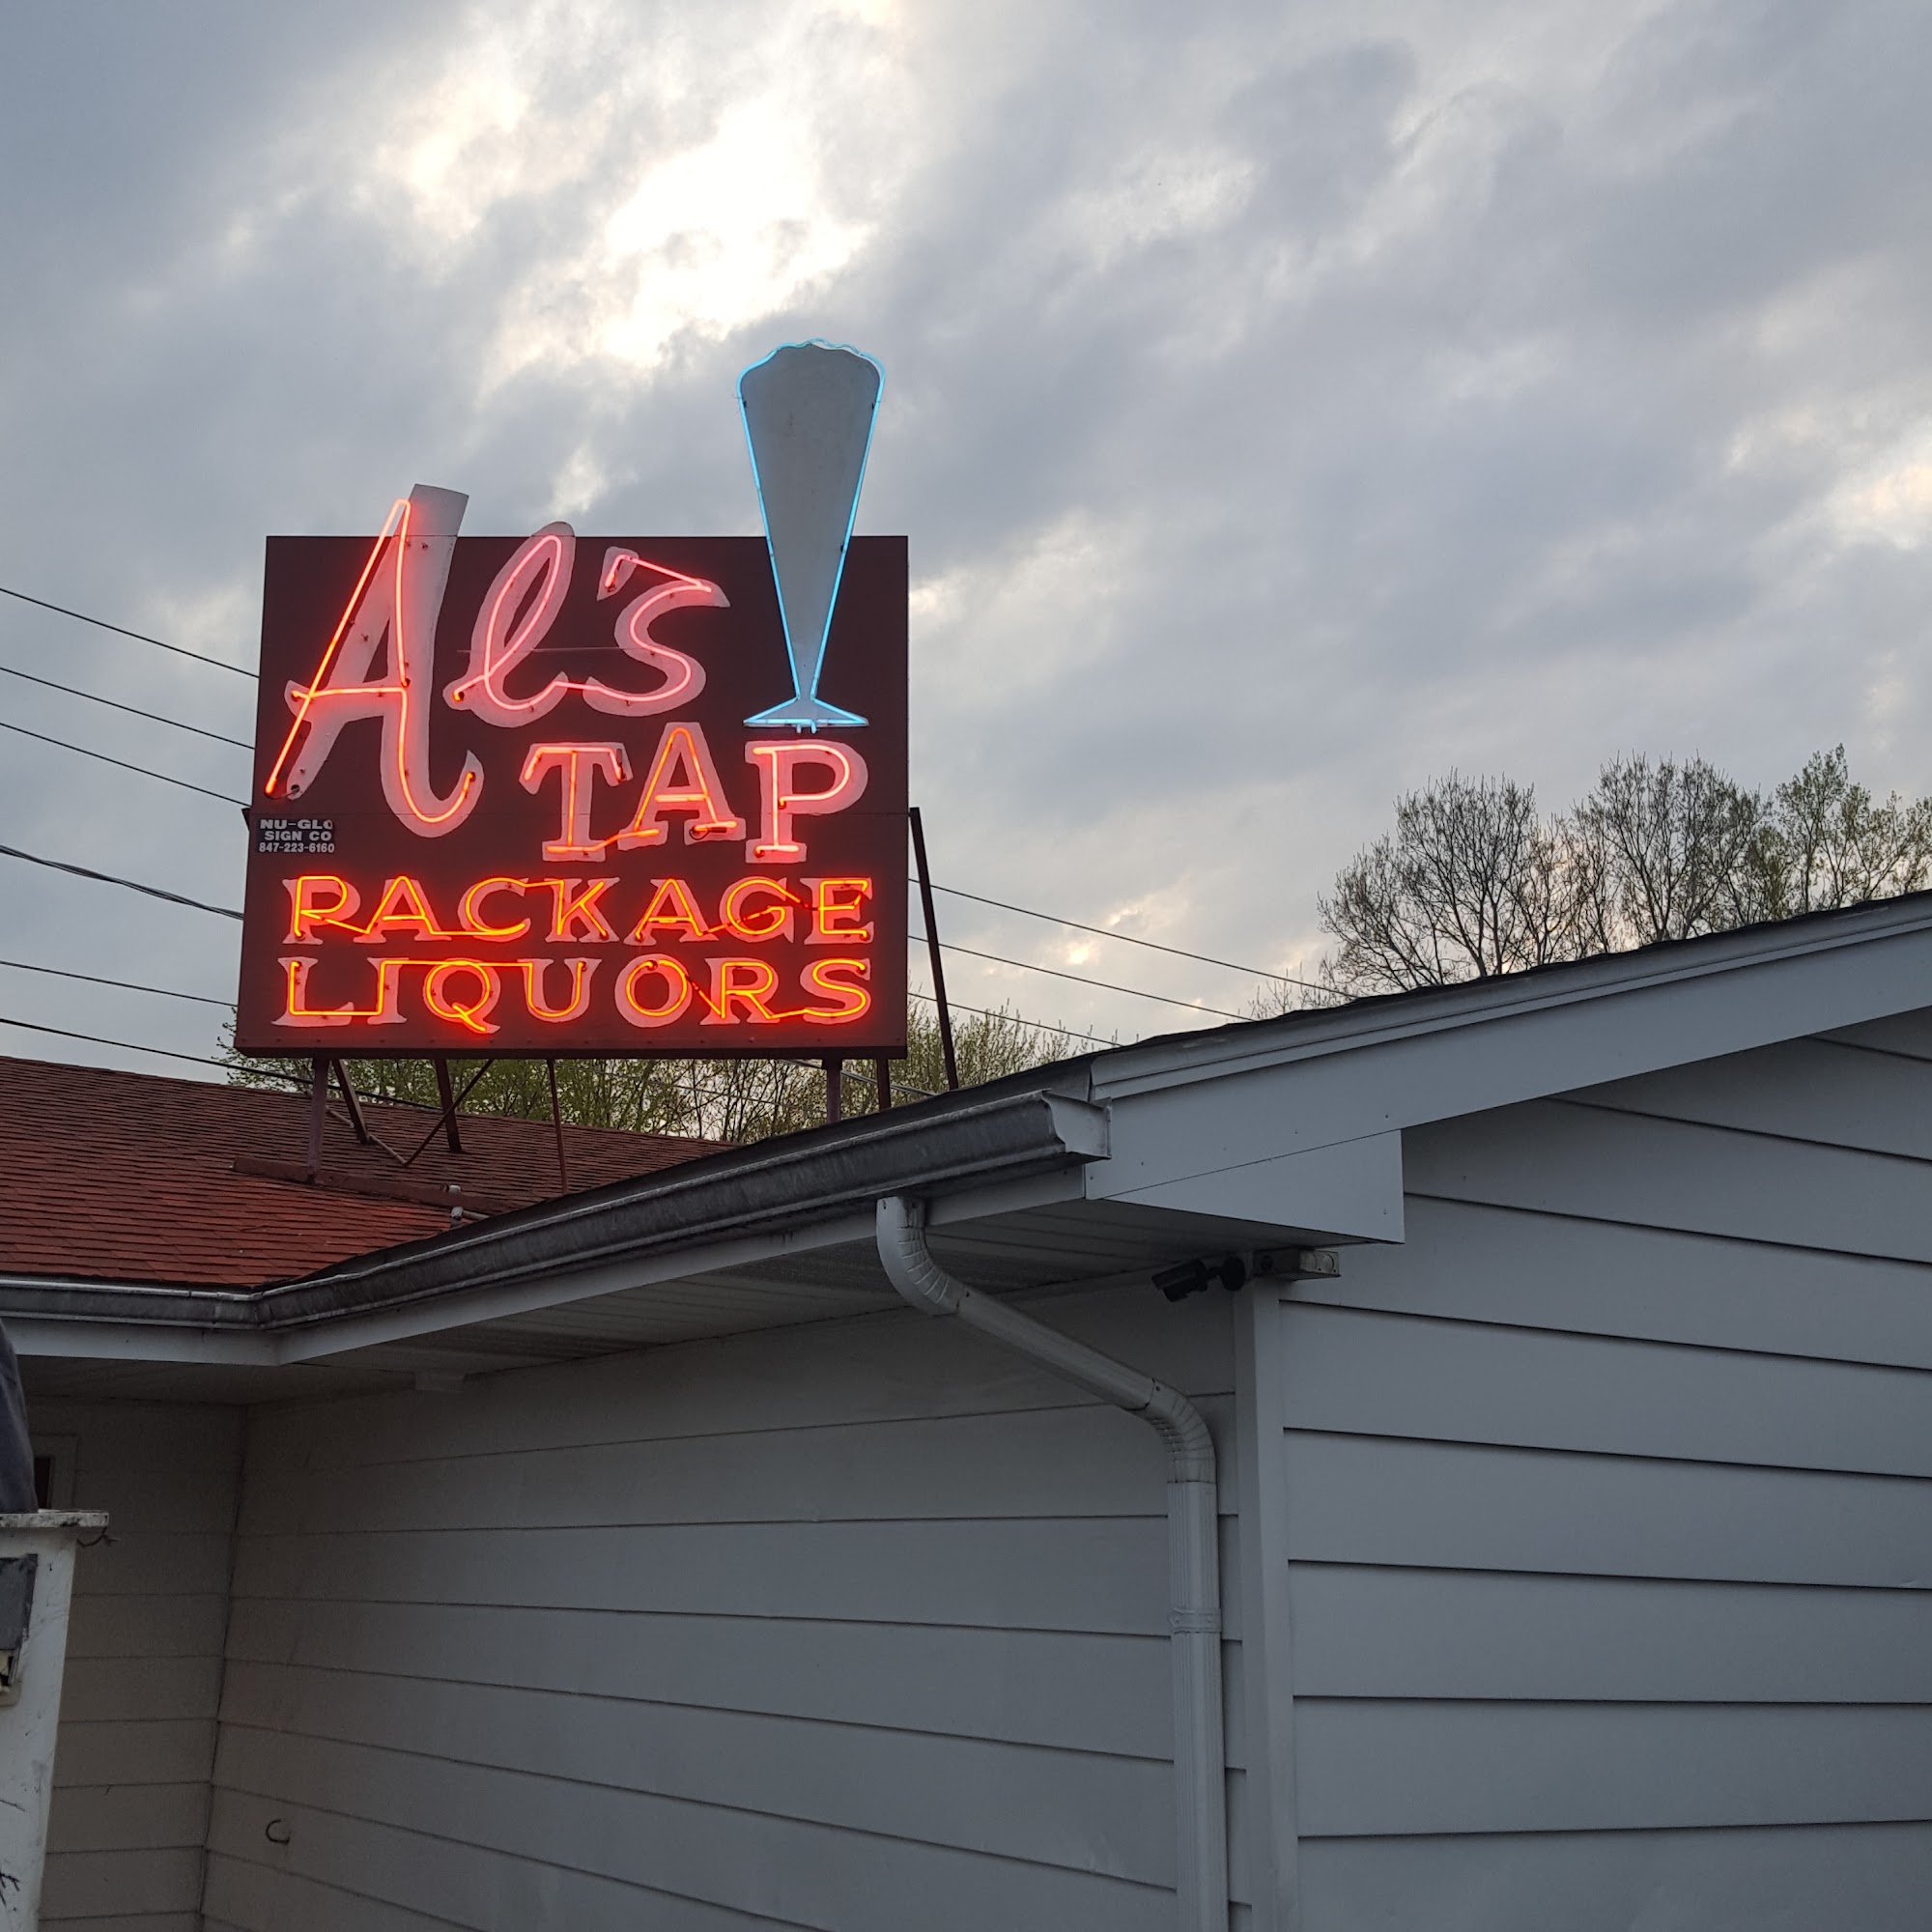 Al's
TAP
NU-GLO
SIGN CO
847-223-6160
PACKAGE
LIQUORS